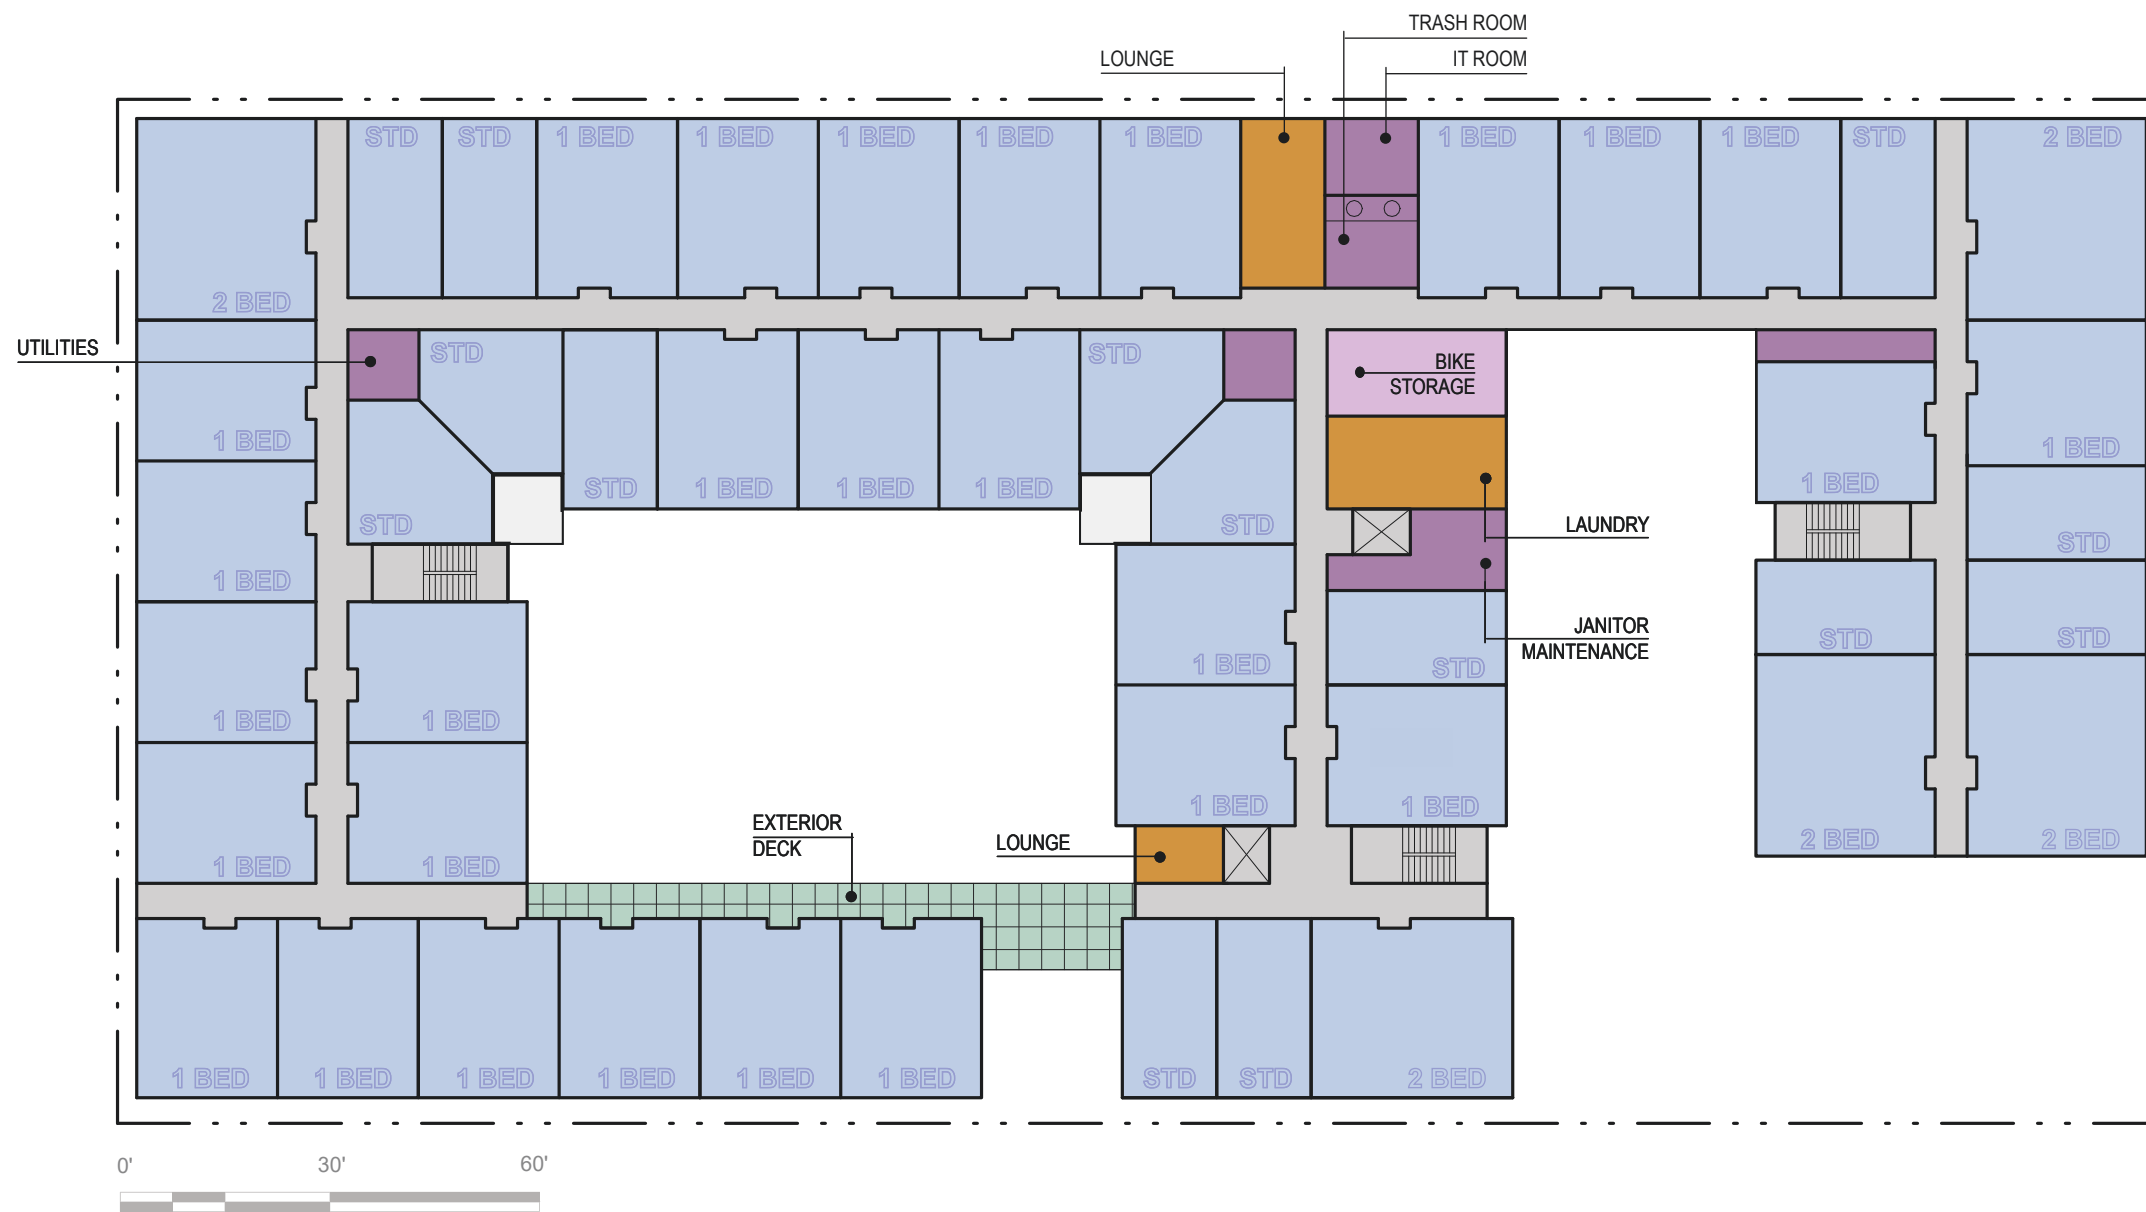 TRASH ROOM
LOUNGE
IT ROOM
STD STD 1 BED 1 BED 1 BED 1 BED 1 BED 1 BED 1 BED 1 BED STD 2 BED
2 BED
UTILITIES
STD
STD
BIKE
STORAGE
1 BED
1 BED
STD
1 BED
1 BED
1 BED
1 BED
STD
STD
LAUNDRY
STD
1 BED
JANITOR
MAINTENANCE
STD
STD
1 BED
STD
1 BED
1 BED
1 BED
1 BED
EXTERIOR
DECK
LOUNGE
2 BED
2 BED
1 BED
1 BED
1 BED
1 BED
1 BED
1 BED
1 BED
1 BED
STD
STD
2 BED
0'
30'
60'